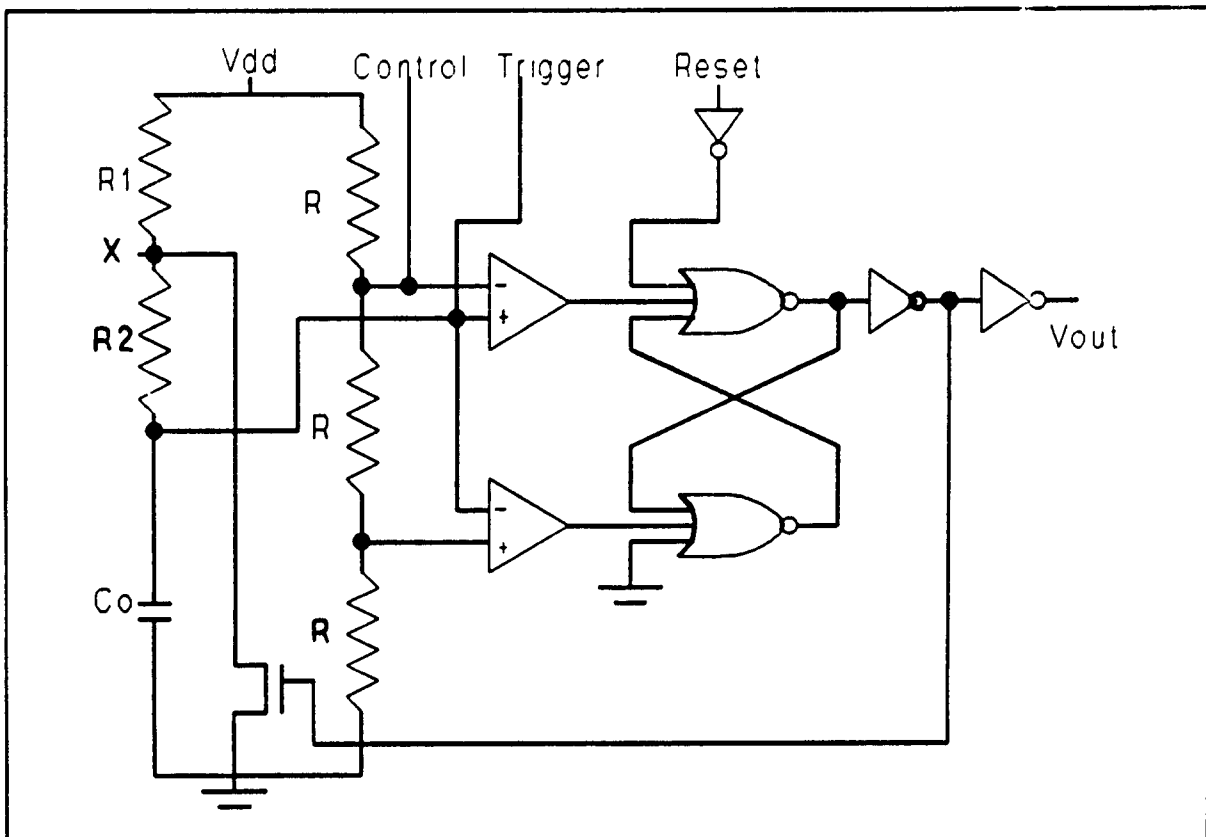 Vdd Control Trigger Reset
R1
R
X
R2
Vout
R
Co
R
- + - +